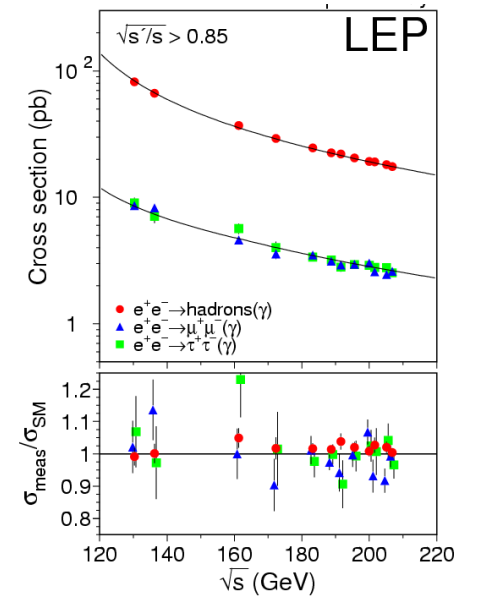 √s´/s > 0.85
LEP
Cross section (pb)
10²
10
1
e⁺e⁻→hadrons(γ)
e⁺e⁻→μ⁺μ⁻(γ)
e⁺e⁻→τ⁺τ⁻(γ)
σmeas/σSM
1.2
1.1
1
0.9
0.8
120 140 160 180 200 220
√s (GeV)